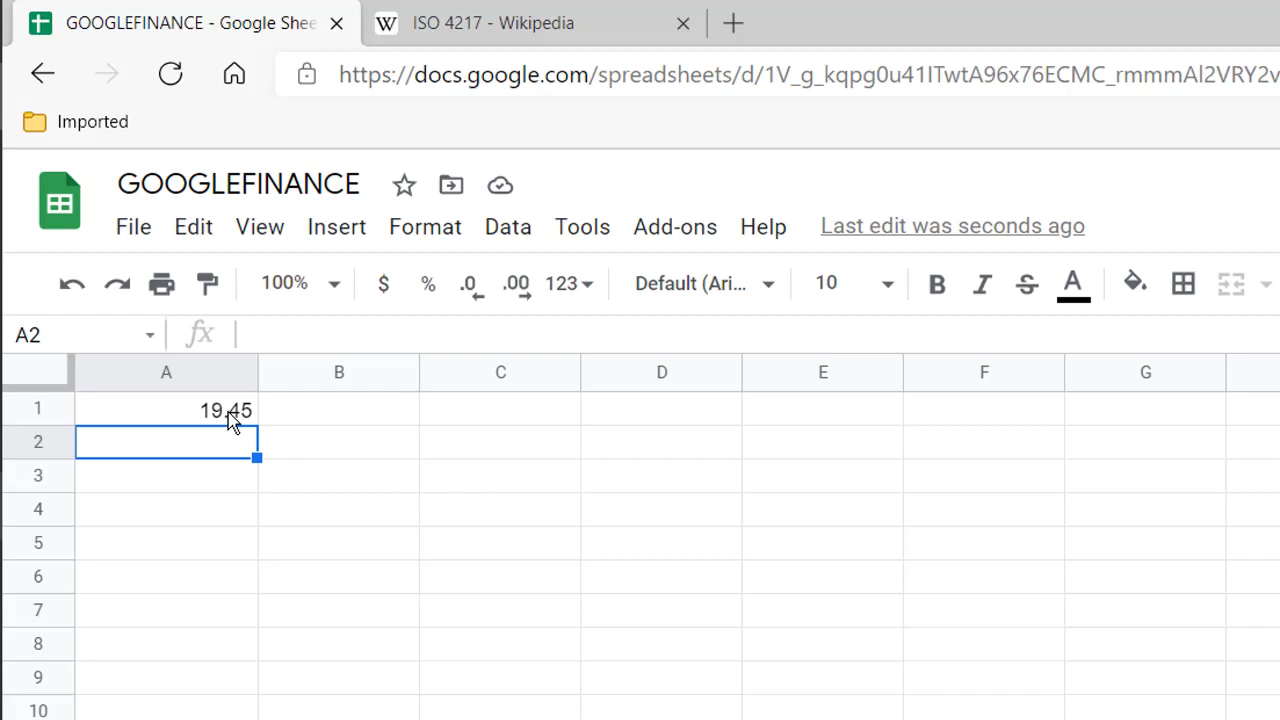 GOOGLEFINANCE - Google Shee
W ISO 4217 - Wikipedia
https://docs.google.com/spreadsheets/d/1V_g_kqpg0u41ITwtA96x76ECMC_rmmmAl2VRY2v
Imported
GOOGLEFINANCE
File Edit View Insert Format Data Tools Add-ons Help Last edit was seconds ago
100% $ % .0 .00 123 Default (Ari... 10 B I S A
A2 fx
A B C D E F G
1 19.45
2
3
4
5
6
7
8
9
10